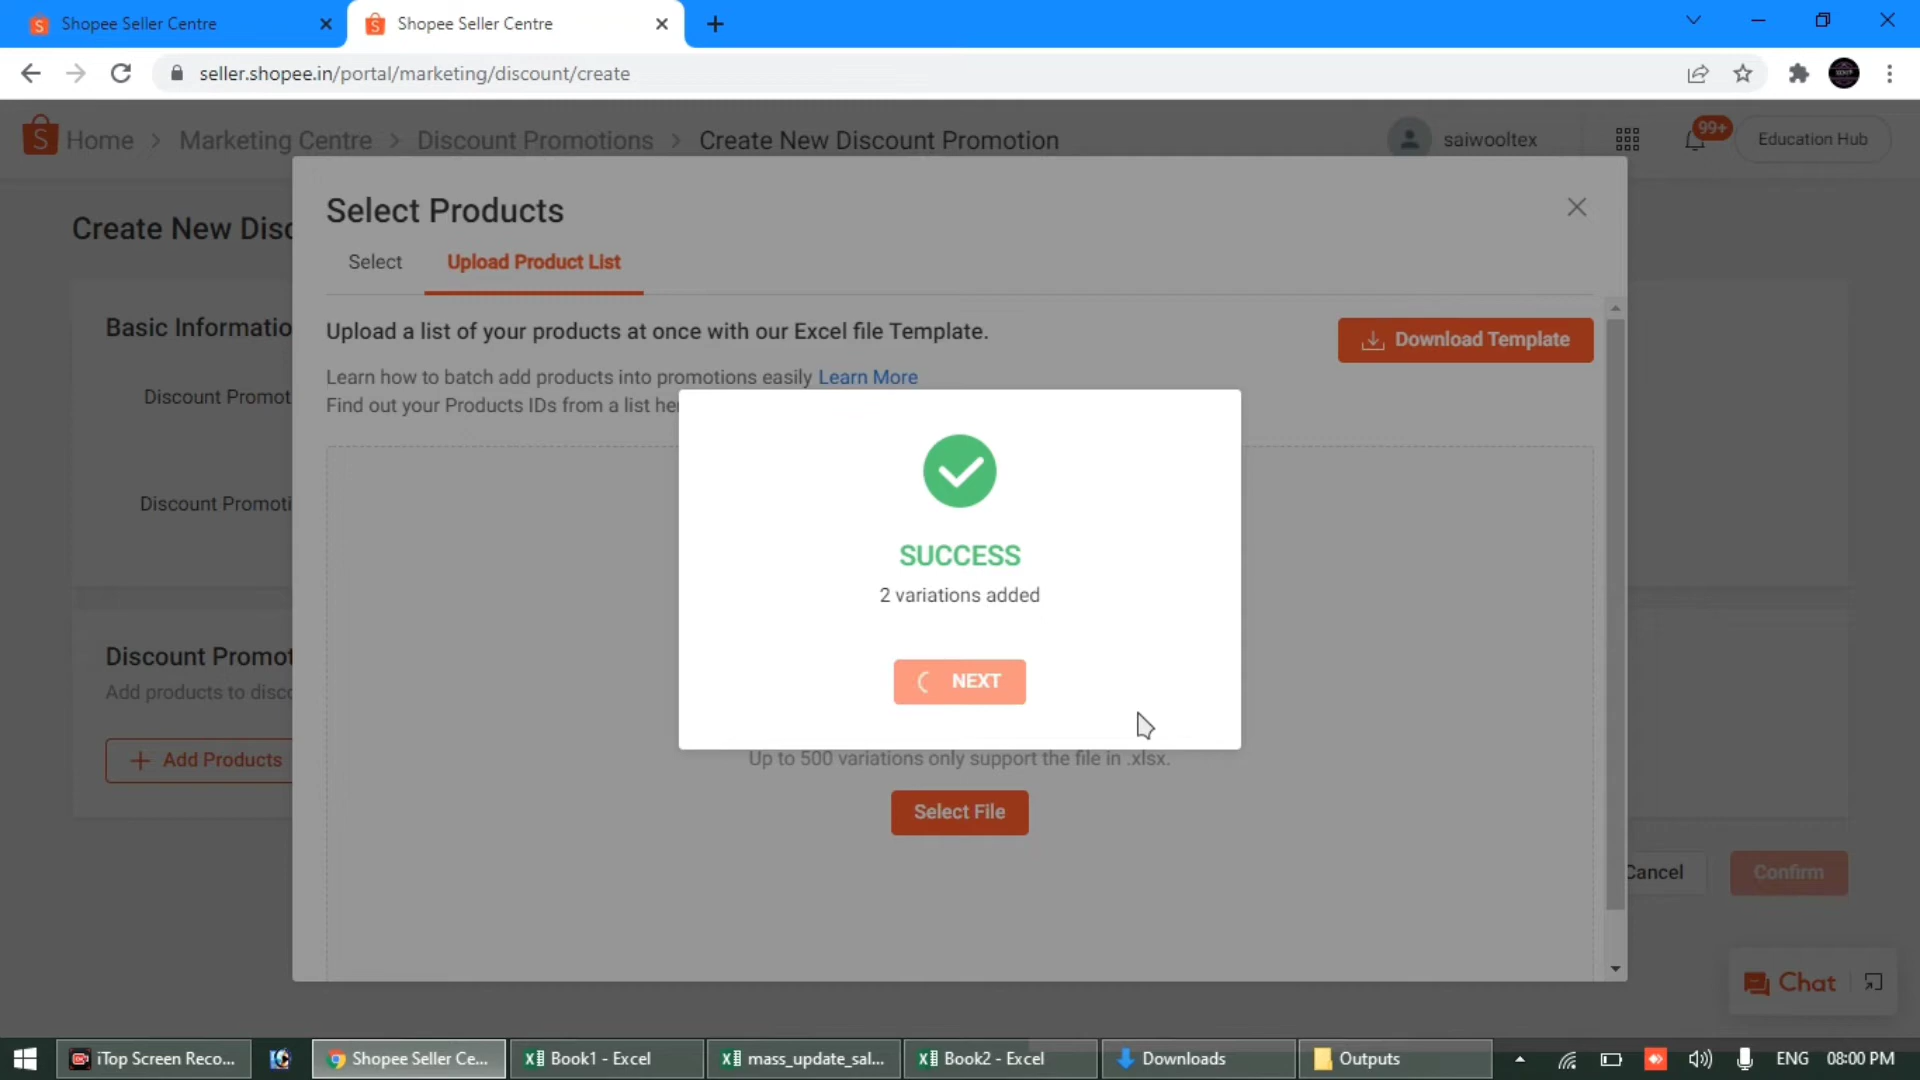 Shopee Seller Centre
Shopee Seller Centre
seller.shopee.in/portal/marketing/discount/create
Home > Marketing Centre > Discount Promotions > Create New Discount Promotion
saiwooltex
99+
Education Hub
Create New Disc
Select Products
Select
Upload Product List
Basic Informatio
Upload a list of your products at once with our Excel file Template.
Download Template
Learn how to batch add products into promotions easily Learn More
Discount Promot
Find out your Products IDs from a list he
Discount Promoti
SUCCESS
2 variations added
NEXT
Discount Promot
Add products to disc
Add Products
Up to 500 variations only support the file in .xlsx.
Select File
Cancel
Confirm
Chat
iTop Screen Reco...
Shopee Seller Ce...
Book1 - Excel
mass_update_sal...
Book2 - Excel
Downloads
Outputs
ENG
08:00 PM